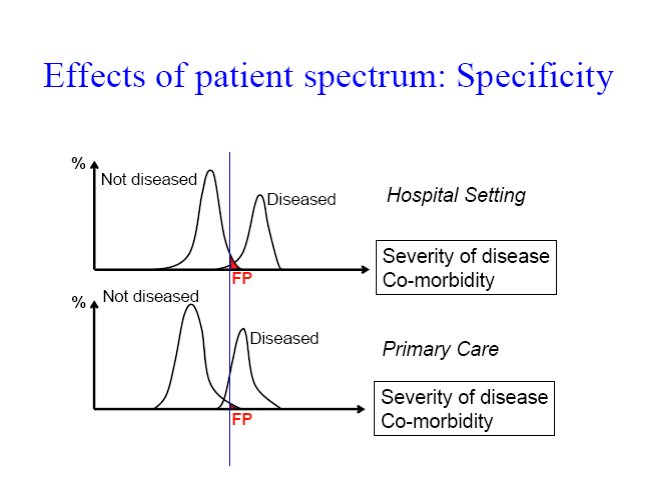 Effects of patient spectrum: Specificity
%
Not diseased
Diseased
Hospital Setting
Severity of disease
Co-morbidity
FP
%
Not diseased
Diseased
Primary Care
Severity of disease
Co-morbidity
FP